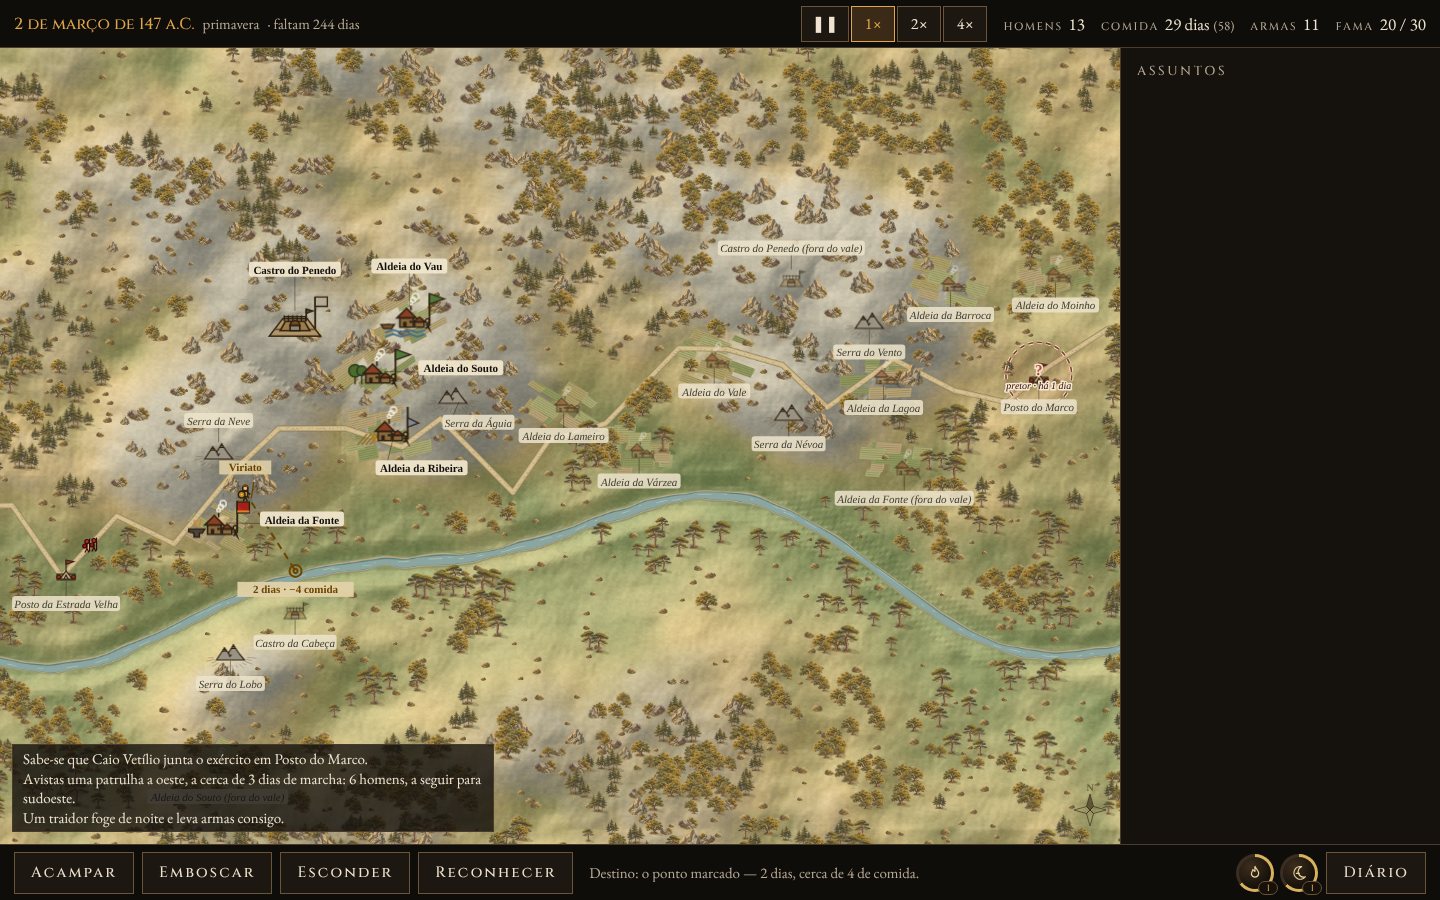 2 DE MARÇO DE 147 A.C. primavera · faltam 244 dias
1× 2× 4× HOMENS 13 COMIDA 29 dias (58) ARMAS 11 FAMA 20 / 30
ASSUNTOS
Castro do Penedo (fora do vale)
Castro do Penedo
Aldeia do Vau
Aldeia do Moinho
Aldeia da Barroca
Serra do Vento
Aldeia do Souto
pretor · há 1 dia
?
Aldeia do Vale
Aldeia da Lagoa
Posto do Marco
Serra da Neve
Serra da Águia
Aldeia do Lameiro
Serra da Névoa
Viriato
Aldeia da Ribeira
Aldeia da Várzea
Aldeia da Fonte (fora do vale)
Aldeia da Fonte
2 dias · −4 comida
Posto da Estrada Velha
Castro da Cabeça
Serra do Lobo
Sabe-se que Caio Vetílio junta o exército em Posto do Marco.
Avistas uma patrulha a oeste, a cerca de 3 dias de marcha: 6 homens, a seguir para
sudoeste.
Aldeia do Souto (fora do vale)
Um traidor foge de noite e leva armas consigo.
N
ACAMPAR
EMBOSCAR
ESCONDER
RECONHECER
Destino: o ponto marcado — 2 dias, cerca de 4 de comida.
1
1
DIÁRIO